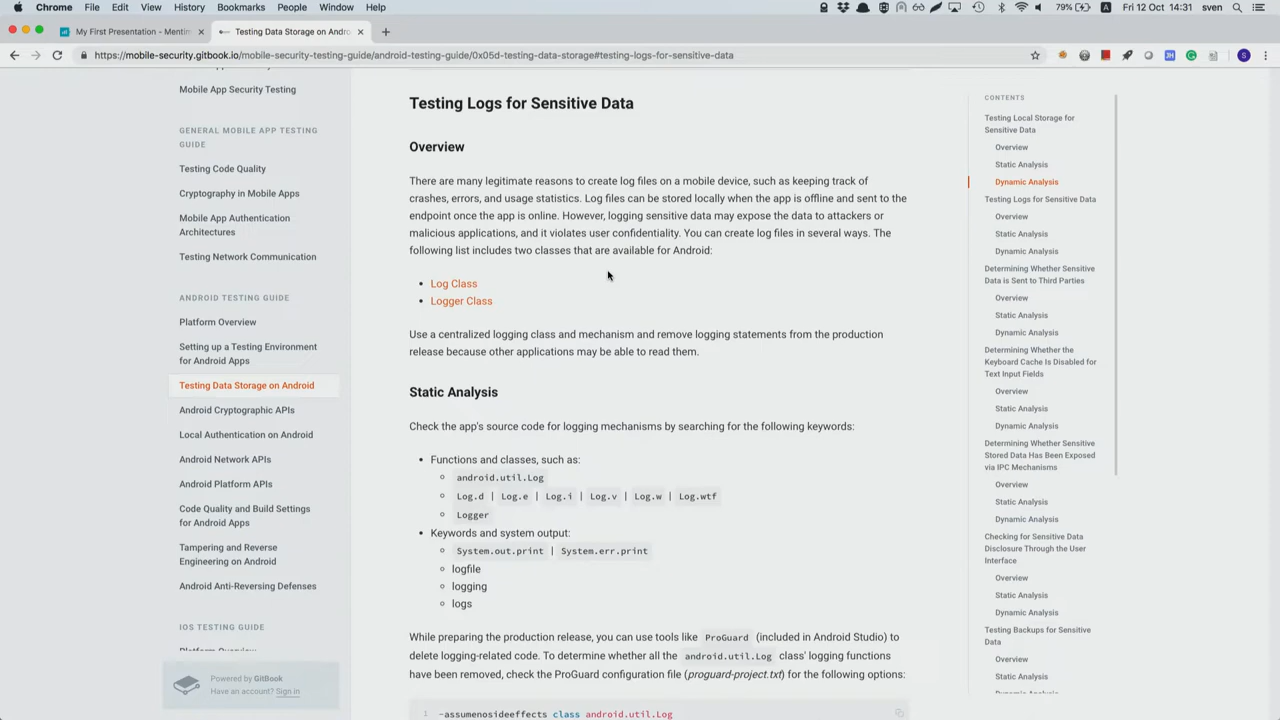 Chrome File Edit View History Bookmarks People Window Help
79% Fri 12 Oct 14:31 sven
My First Presentation - Mentim
Testing Data Storage on Andro
https://mobile-security.gitbook.io/mobile-security-testing-guide/android-testing-guide/0x05d-testing-data-storage#testing-logs-for-sensitive-data
Mobile App Security Testing
GENERAL MOBILE APP TESTING
GUIDE
Testing Code Quality
Cryptography in Mobile Apps
Mobile App Authentication
Architectures
Testing Network Communication
ANDROID TESTING GUIDE
Platform Overview
Setting up a Testing Environment
for Android Apps
Testing Data Storage on Android
Android Cryptographic APIs
Local Authentication on Android
Android Network APIs
Android Platform APIs
Code Quality and Build Settings
for Android Apps
Tampering and Reverse
Engineering on Android
Android Anti-Reversing Defenses
IOS TESTING GUIDE
Platform Overview
Powered by GitBook
Have an account? Sign in
Testing Logs for Sensitive Data
Overview
There are many legitimate reasons to create log files on a mobile device, such as keeping track of
crashes, errors, and usage statistics. Log files can be stored locally when the app is offline and sent to the
endpoint once the app is online. However, logging sensitive data may expose the data to attackers or
malicious applications, and it violates user confidentiality. You can create log files in several ways. The
following list includes two classes that are available for Android:
• Log Class
• Logger Class
Use a centralized logging class and mechanism and remove logging statements from the production
release because other applications may be able to read them.
Static Analysis
Check the app's source code for logging mechanisms by searching for the following keywords:
• Functions and classes, such as:
android.util.Log
Log.d | Log.e | Log.i | Log.v | Log.w | Log.wtf
Logger
• Keywords and system output:
System.out.print | System.err.print
logfile
logging
logs
While preparing the production release, you can use tools like ProGuard (included in Android Studio) to
delete logging-related code. To determine whether all the android.util.Log class' logging functions
have been removed, check the ProGuard configuration file (proguard-project.txt) for the following options:
1 -assumenosideeffects class android.util.Log
CONTENTS
Testing Local Storage for
Sensitive Data
Overview
Static Analysis
Dynamic Analysis
Testing Logs for Sensitive Data
Overview
Static Analysis
Dynamic Analysis
Determining Whether Sensitive
Data is Sent to Third Parties
Overview
Static Analysis
Dynamic Analysis
Determining Whether the
Keyboard Cache Is Disabled for
Text Input Fields
Overview
Static Analysis
Dynamic Analysis
Determining Whether Sensitive
Stored Data Has Been Exposed
via IPC Mechanisms
Overview
Static Analysis
Dynamic Analysis
Checking for Sensitive Data
Disclosure Through the User
Interface
Overview
Static Analysis
Dynamic Analysis
Testing Backups for Sensitive
Data
Overview
Static Analysis
Dynamic Analysis